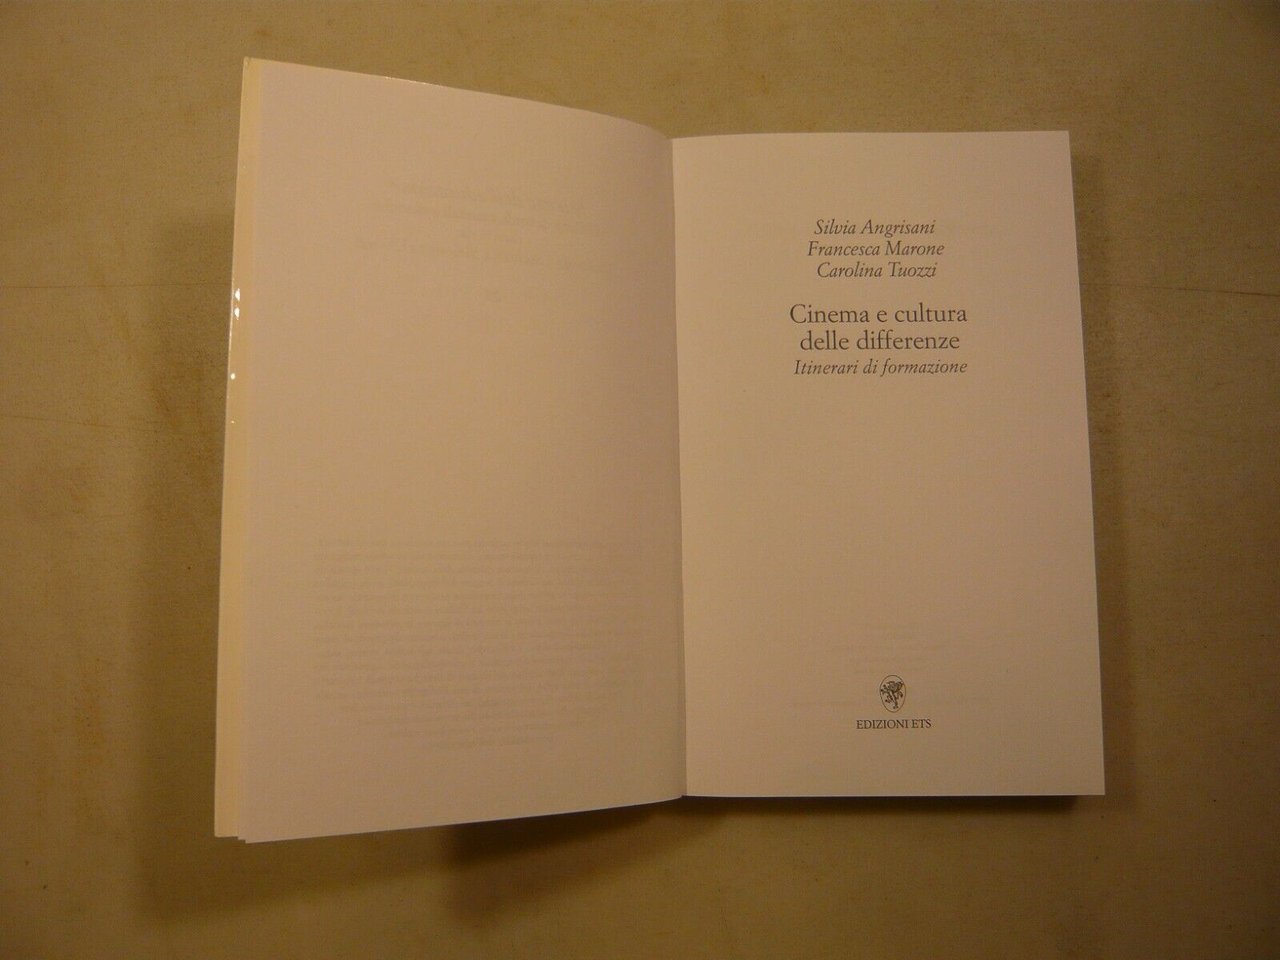 Silvia Angrisani
Francesca Marone
Carolina Tuozzi
Cinema e cultura
delle differenze
Itinerari di formazione
EDIZIONI ETS